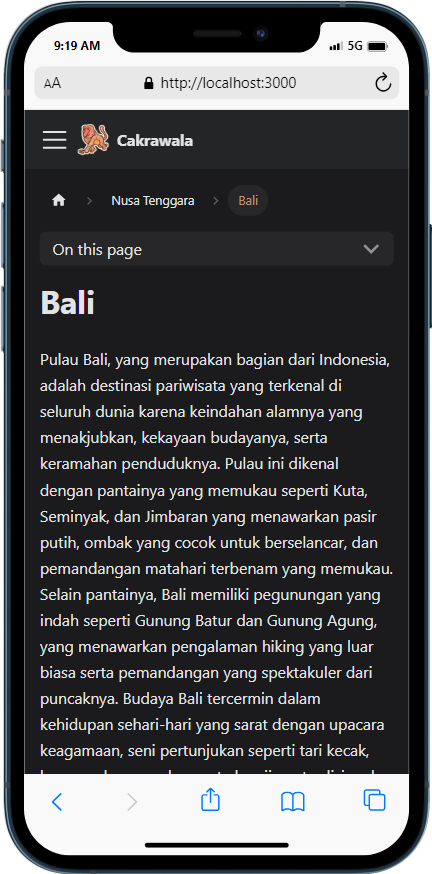 9:19 AM 5G
AA http://localhost:3000
Cakrawala
Nusa Tenggara Bali
On this page
Bali
Pulau Bali, yang merupakan bagian dari Indonesia,
adalah destinasi pariwisata yang terkenal di
seluruh dunia karena keindahan alamnya yang
menakjubkan, kekayaan budayanya, serta
keramahan penduduknya. Pulau ini dikenal
dengan pantainya yang memukau seperti Kuta,
Seminyak, dan Jimbaran yang menawarkan pasir
putih, ombak yang cocok untuk berselancar, dan
pemandangan matahari terbenam yang memukau.
Selain pantainya, Bali memiliki pegunungan yang
indah seperti Gunung Batur dan Gunung Agung,
yang menawarkan pengalaman hiking yang luar
biasa serta pemandangan yang spektakuler dari
puncaknya. Budaya Bali tercermin dalam
kehidupan sehari-hari yang sarat dengan upacara
keagamaan, seni pertunjukan seperti tari kecak,